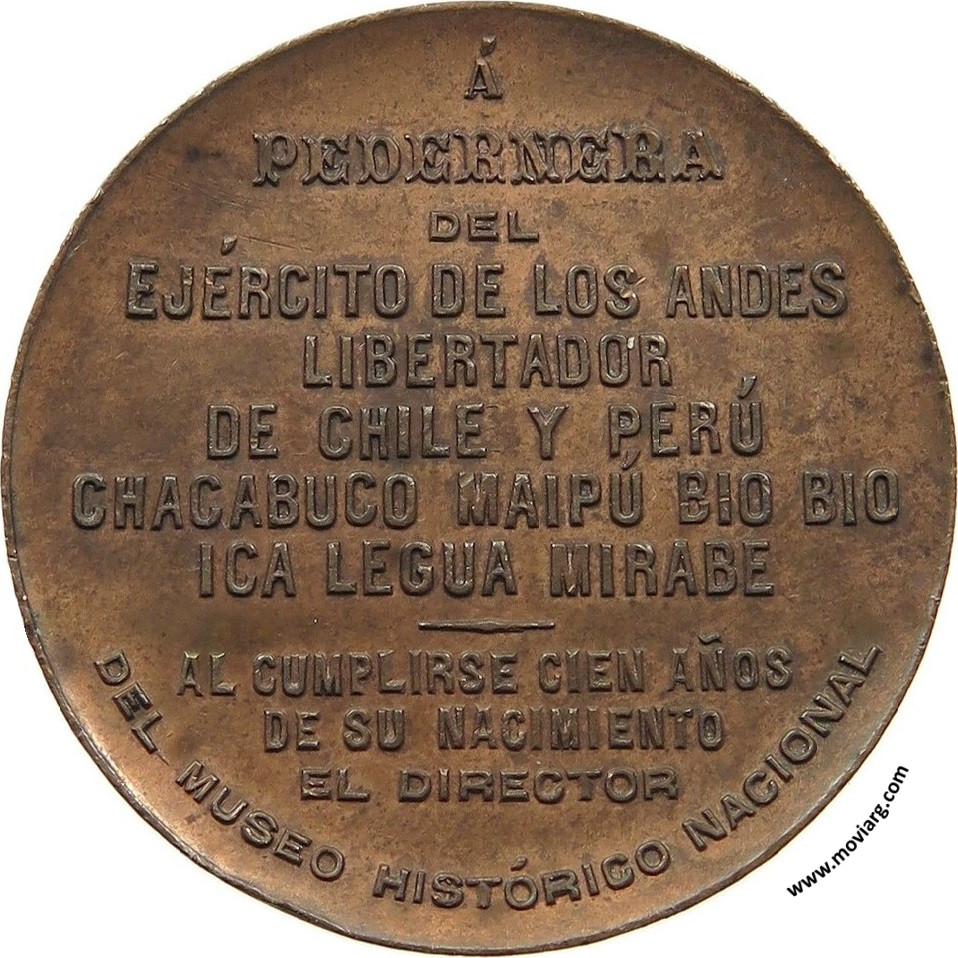 Á
PEDERNERA
DEL
EJÉRCITO DE LOS ANDES
LIBERTADOR
DE CHILE Y PERÚ
CHACABUCO MAIPÚ BIO BIO
ICA LEGUA MIRABE
AL CUMPLIRSE CIEN AÑOS
DE SU NACIMIENTO
EL DIRECTOR
DEL MUSEO HISTÓRICO NACIONAL
www.moviarg.com